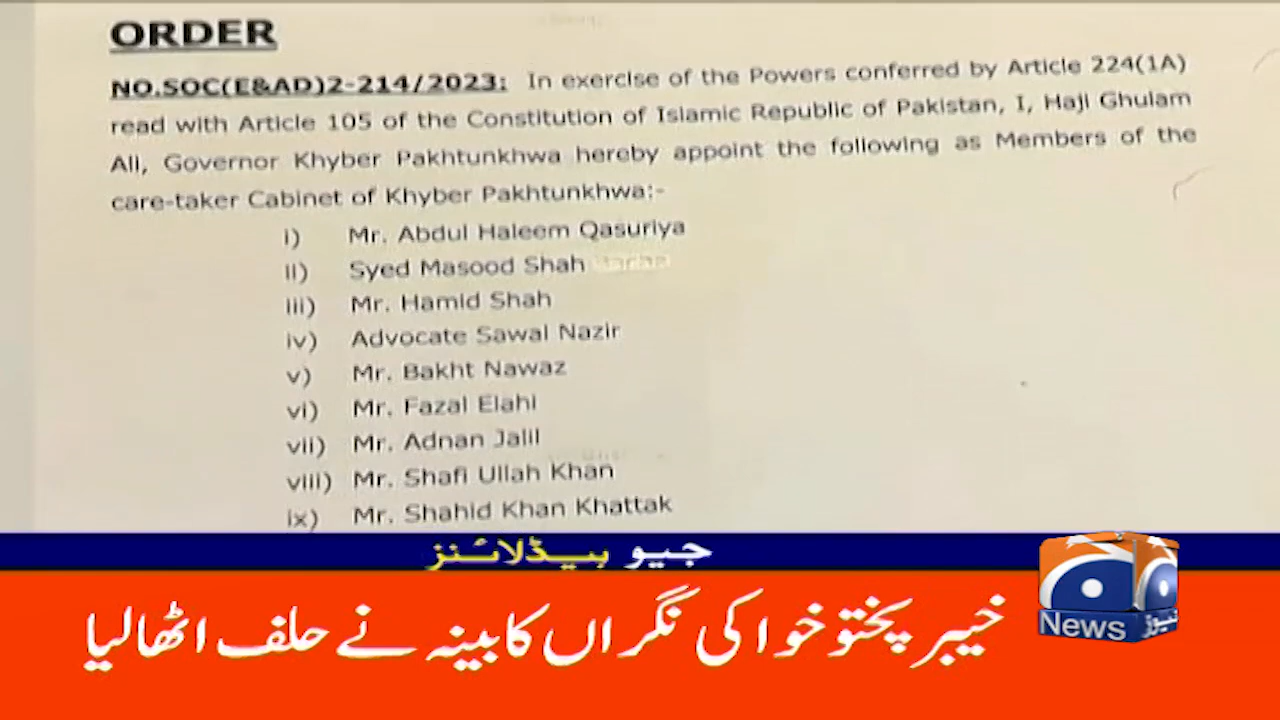 ORDER
NO.SOC(E&AD)2-214/2023: In exercise of the Powers conferred by Article 224(1A)
read with Article 105 of the Constitution of Islamic Republic of Pakistan, I, Haji Ghulam
Ali, Governor Khyber Pakhtunkhwa hereby appoint the following as Members of the
care-taker Cabinet of Khyber Pakhtunkhwa:-
i) Mr. Abdul Haleem Qasuriya
ii) Syed Masood Shah
iii) Mr. Hamid Shah
iv) Advocate Sawal Nazir
v) Mr. Bakht Nawaz
vi) Mr. Fazal Elahi
vii) Mr. Adnan Jalil
viii) Mr. Shafi Ullah Khan
ix) Mr. Shahid Khan Khattak
جیو ہیڈلائنز
خیبر پختوخوا کی نگراں کابینہ نے حلف اٹھالیا
News نیوز